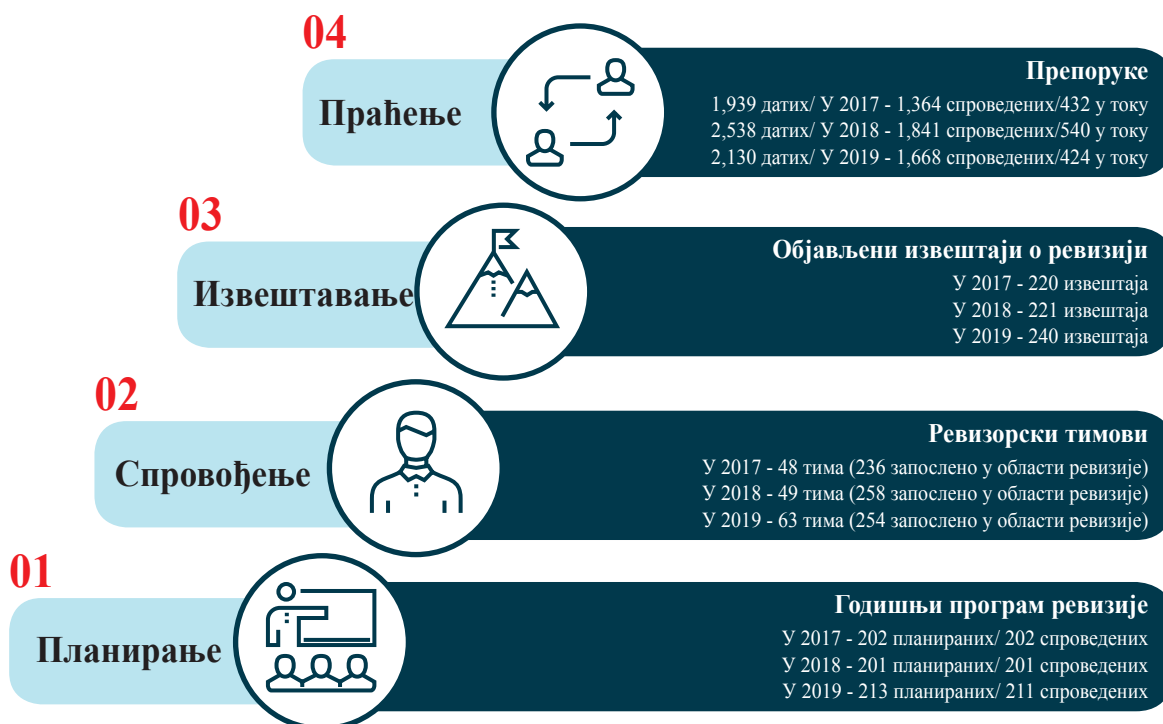 04
Праћење
Препоруке
1,939 датих/ У 2017 - 1,364 спроведених/432 у току
2,538 датих/ У 2018 - 1,841 спроведених/540 у току
2,130 датих/ У 2019 - 1,668 спроведених/424 у току
03
Извештавање
Објављени извештаји о ревизији
У 2017 - 220 извештаја
У 2018 - 221 извештаја
У 2019 - 240 извештаја
02
Спровођење
Ревизорски тимови
У 2017 - 48 тима (236 запослено у области ревизије)
У 2018 - 49 тима (258 запослено у области ревизије)
У 2019 - 63 тима (254 запослено у области ревизије)
01
Планирање
Годишњи програм ревизије
У 2017 - 202 планираних/ 202 спроведених
У 2018 - 201 планираних/ 201 спроведених
У 2019 - 213 планираних/ 211 спроведених